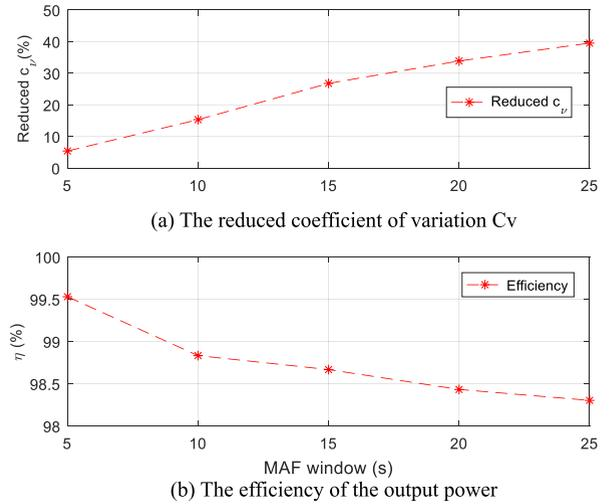 50
40
30
20
10
0
Reduced cν(%)
Reduced cν
5 10 15 20 25
(a) The reduced coefficient of variation Cv
100
99.5
99
98.5
98
η (%)
Efficiency
5 10 15 20 25
MAF window (s)
(b) The efficiency of the output power